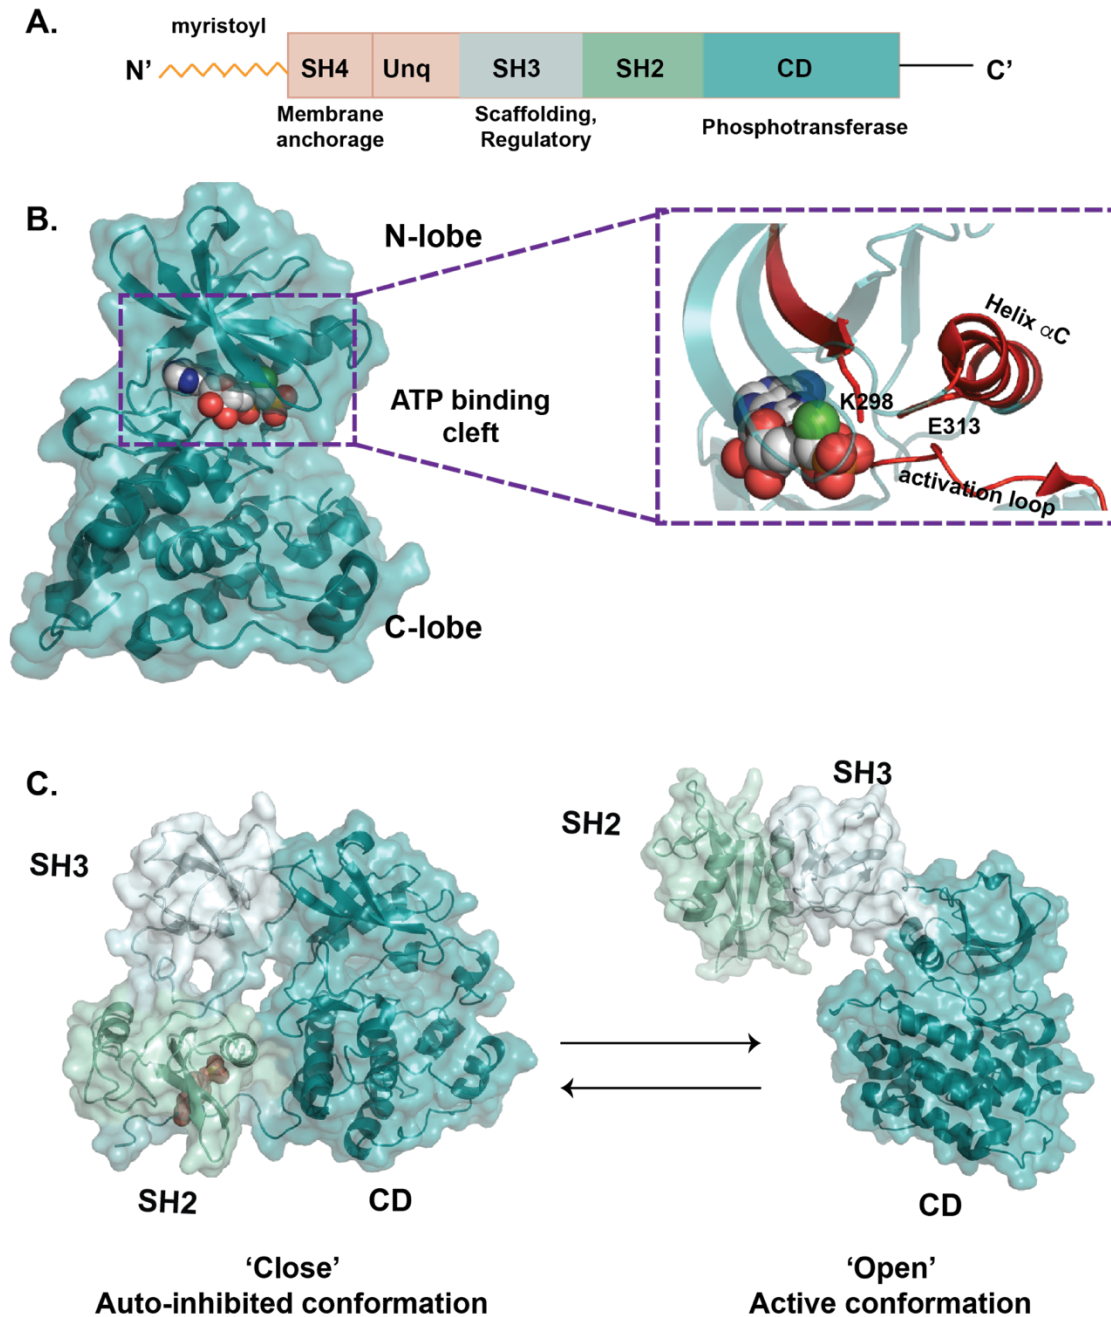 A.
myristoyl
N’ SH4 Unq SH3 SH2 CD C’
Membrane
anchorage
Scaffolding,
Regulatory
Phosphotransferase
B.
N-lobe
ATP binding
cleft
C-lobe
Helix αC
K298
E313
activation loop
C.
SH3
SH2
CD
‘Close’
Auto-inhibited conformation
SH3
SH2
CD
‘Open’
Active conformation